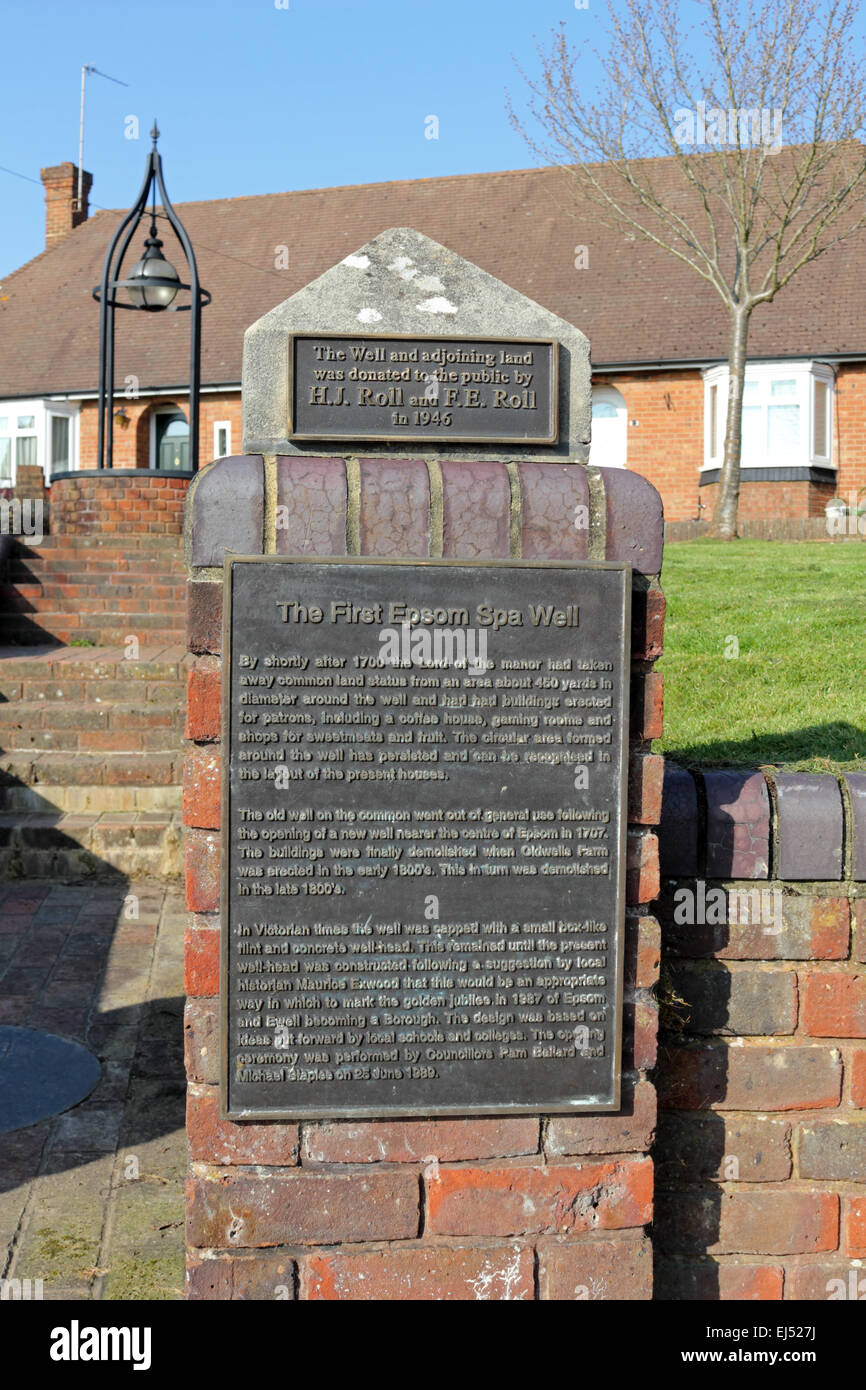 The Well and adjoining land
was donated to the public by
H.J. Roll and F.E. Roll
in 1946
The First Epsom Spa Well
By shortly after 1700 the Lord of the manor had taken
away common land status from an area about 450 yards in
diameter around the well and had had buildings erected
for patrons, including a coffee house, gaming rooms and
shops for sweetmeats and fruit. The circular area formed
around the well has persisted and can be recognised in
the layout of the present houses.
The old well on the common went out of general use following
the opening of a new well nearer the centre of Epsom in 1707.
The buildings were finally demolished when Oldwells Farm
was erected in the early 1800's. This in turn was demolished
in the late 1800's.
In Victorian times the well was capped with a small box-like
flint and concrete well-head. This remained until the present
well-head was constructed following a suggestion by local
historian Maurice Exwood that this would be an appropriate
way in which to mark the golden jubilee in 1987 of Epsom
and Ewell becoming a Borough. The design was based on
ideas put forward by local schools and colleges. The opening
ceremony was performed by Councillors Pam Ballard and
Michael Staples on 25 June 1989.
a
alamy
a
alamy stock photo
EJ527J
www.alamy.com